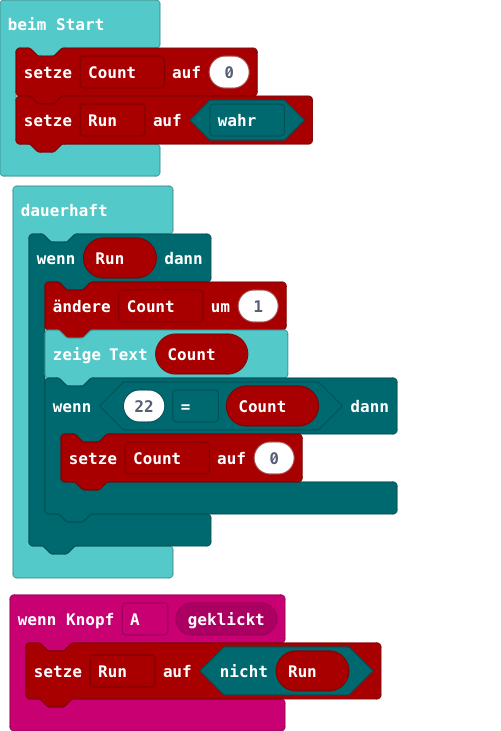 beim Start
setze Count auf 0
setze Run auf wahr
dauerhaft
wenn Run dann
ändere Count um 1
zeige Text Count
wenn 22 = Count dann
setze Count auf 0
wenn Knopf A geklickt
setze Run auf nicht Run